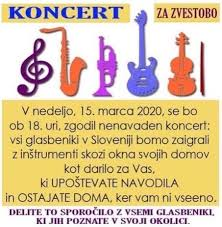 KONCERT ZA ZVESTOBO
V nedeljo, 15. marca 2020, se bo
ob 18. uri, zgodil nenavaden koncert;
vsi glasbeniki v Sloveniji bomo zaigrali
z inštrumenti skozi okna svojih domov
kot darilo za Vas,
ki UPOŠTEVATE NAVODILA
in OSTAJATE DOMA, ker vam ni vseeno.
DELITE TO SPOROČILO Z VSEMI GLASBENIKI,
KI JIH POZNATE V SVOJI OKOLICI.